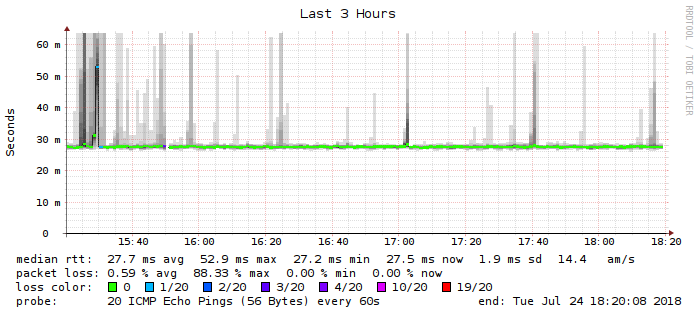 Last 3 Hours
RRDTOOL / TOBI OETIKER
Seconds
60 m
50 m
40 m
30 m
20 m
10 m
0
15:40 16:00 16:20 16:40 17:00 17:20 17:40 18:00 18:20
median rtt: 27.7 ms avg 52.9 ms max 27.2 ms min 27.5 ms now 1.9 ms sd 14.4 am/s
packet loss: 0.59 % avg 88.33 % max 0.00 % min 0.00 % now
loss color: 0 1/20 2/20 3/20 4/20 10/20 19/20
probe: 20 ICMP Echo Pings (56 Bytes) every 60s end: Tue Jul 24 18:20:08 2018